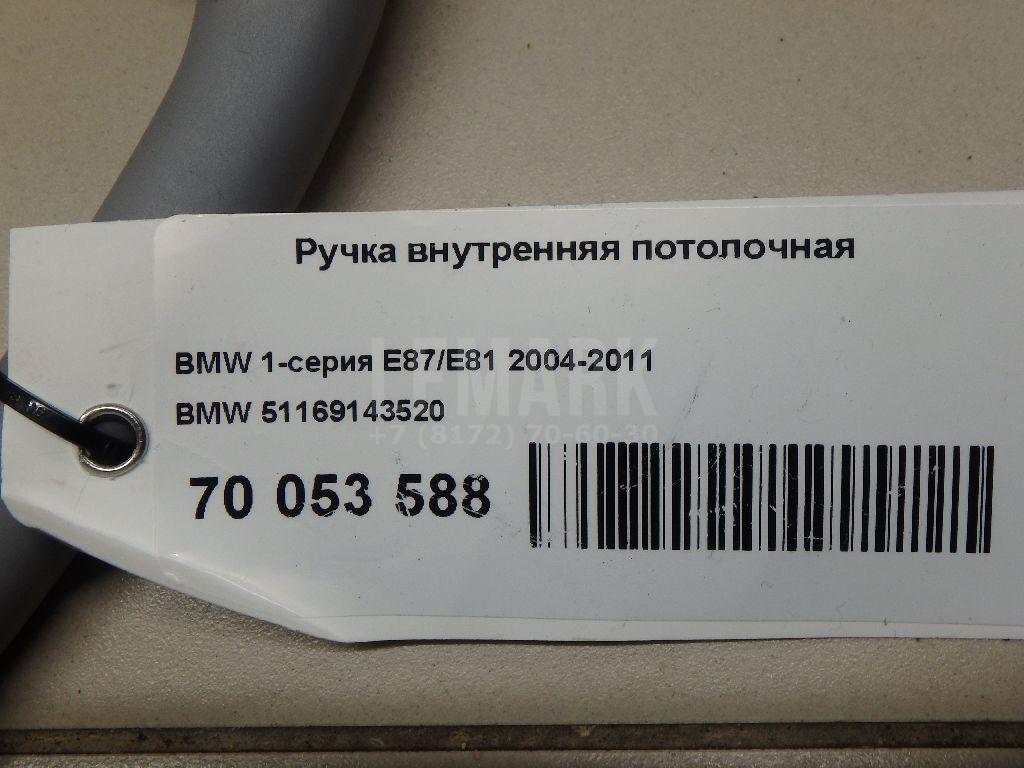 Ручка внутренняя потолочная
BMW 1-серия E87/E81 2004-2011
BMW 51169143520
LEMARK
+7 (8172) 70-60-30
70 053 588